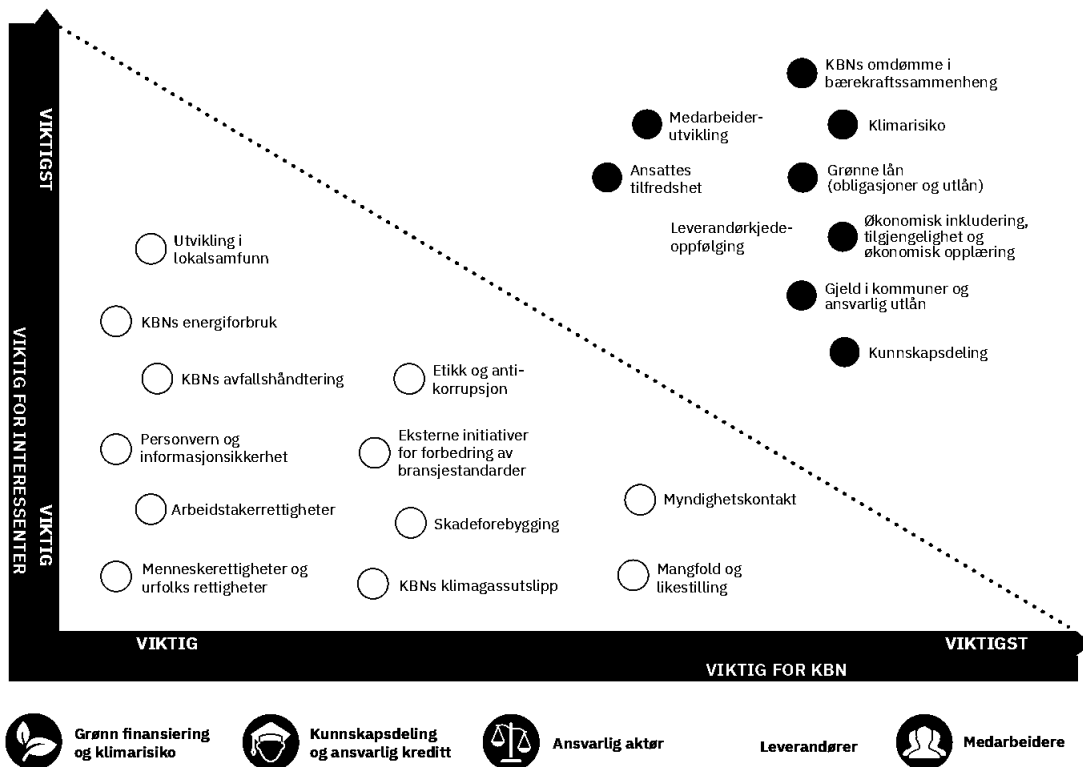 VIKTIGST
VIKTIG FOR INTERESSENTER
VIKTIG
KBNs omdømme i
bærekraftssammenheng
Medarbeider-
utvikling
Klimarisiko
Ansattes
tilfredshet
Grønne lån
(obligasjoner og utlån)
Leverandørkjede-
oppfølging
Økonomisk inkludering,
tilgjengelighet og
økonomisk opplæring
Utvikling i
lokalsamfunn
Gjeld i kommuner og
ansvarlig utlån
KBNs energiforbruk
Kunnskapsdeling
KBNs avfallshåndtering
Etikk og anti-
korrupsjon
Personvern og
informasjonsikkerhet
Eksterne initiativer
for forbedring av
bransjestandarder
Arbeidstakerrettigheter
Skadeforebygging
Myndighetskontakt
Menneskerettigheter og
urfolks rettigheter
KBNs klimagassutslipp
Mangfold og
likestilling
VIKTIG
VIKTIGST
VIKTIG FOR KBN
Grønn finansiering
og klimarisiko
Kunnskapsdeling
og ansvarlig kreditt
Ansvarlig aktør
Leverandører
Medarbeidere